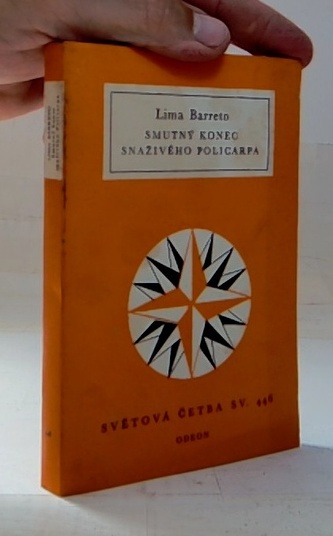 Lima Barreto
SMUTNÝ KONEC
SNAŽIVÉHO POLICARPA
SVĚTOVÁ ČETBA SV. 446
ODEON